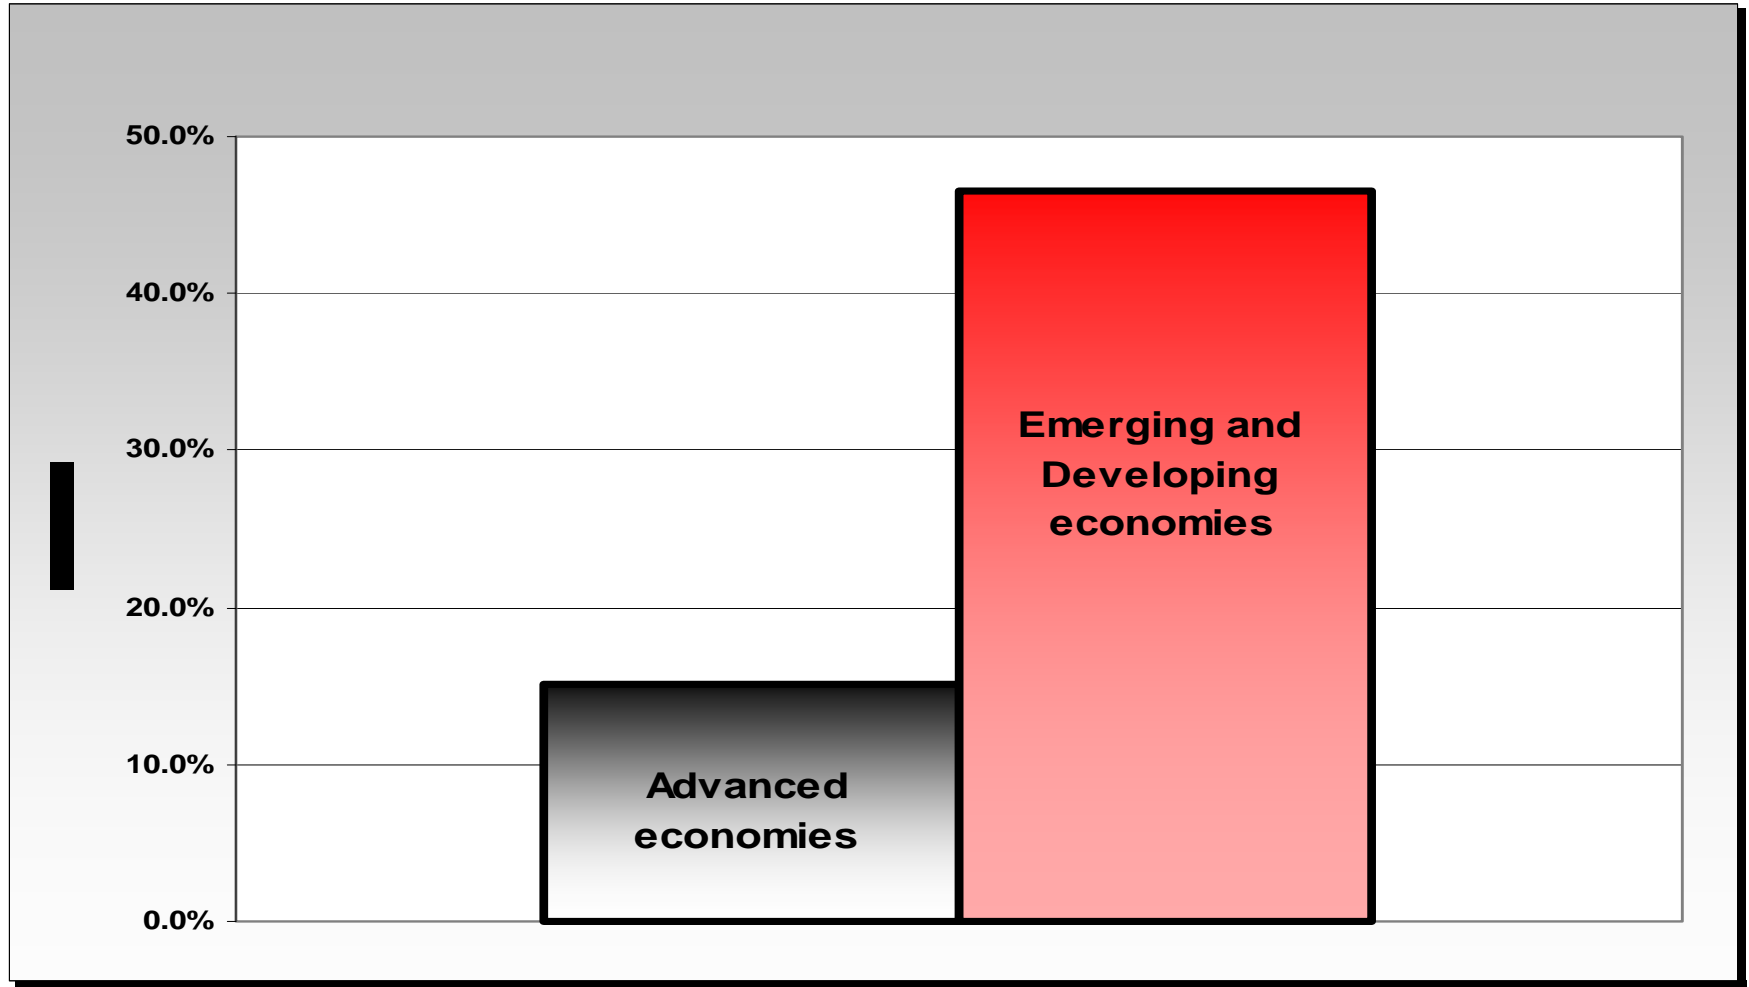 50.0%
40.0%
30.0%
20.0%
10.0%
0.0%
Emerging and
Developing
economies
Advanced
economies